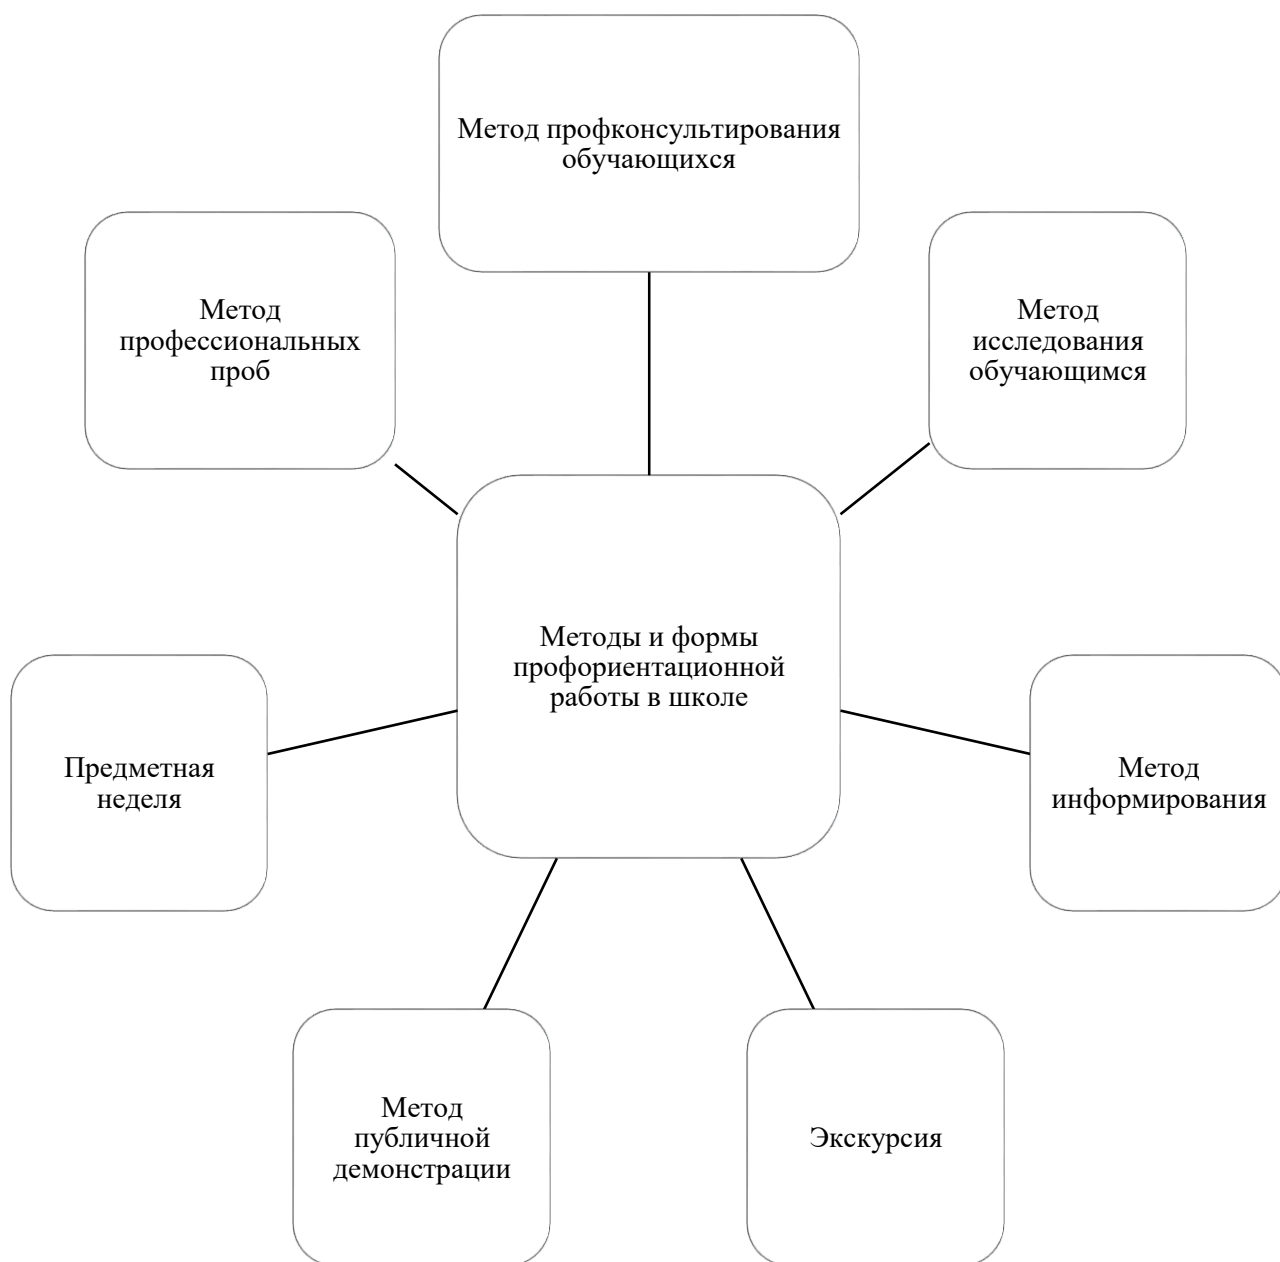 Метод профконсультирования
обучающихся
Метод
профессиональных
проб
Метод
исследования
обучающимся
Методы и формы
профориентационной
работы в школе
Предметная
неделя
Метод
информирования
Метод
публичной
демонстрации
Экскурсия